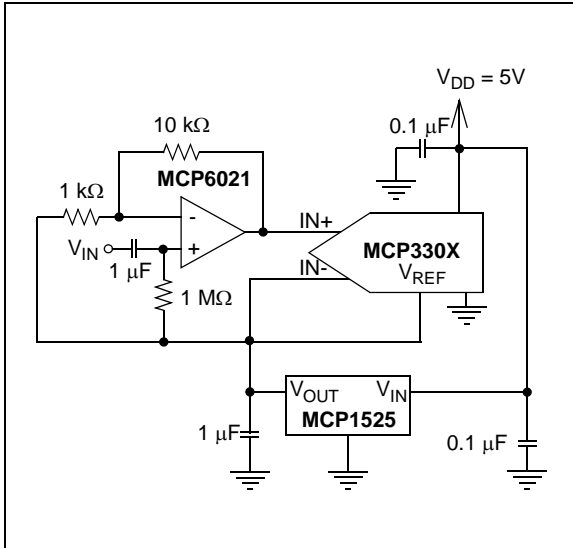 V_DD = 5V
0.1 μF
10 kΩ
MCP6021
1 kΩ
-
+
V_IN
1 μF
1 MΩ
IN+
IN-
MCP330X
V_REF
V_OUT V_IN
MCP1525
1 μF
0.1 μF